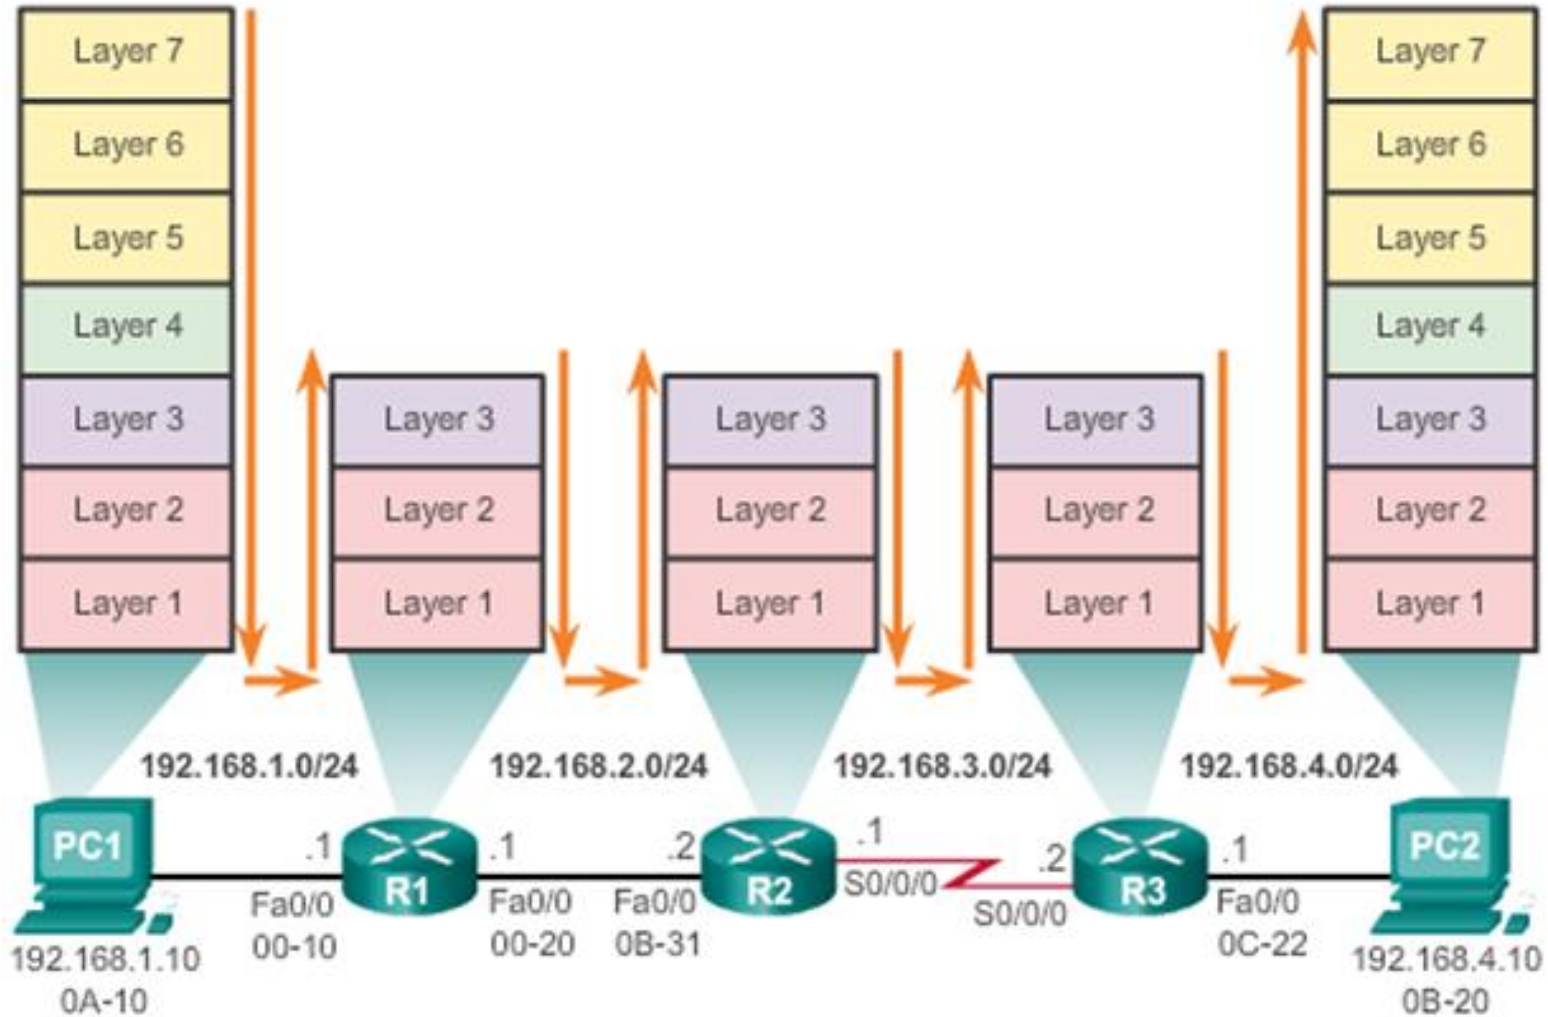 Layer 7
Layer 6
Layer 5
Layer 4
Layer 3
Layer 2
Layer 1
Layer 3
Layer 2
Layer 1
Layer 3
Layer 2
Layer 1
Layer 3
Layer 2
Layer 1
Layer 7
Layer 6
Layer 5
Layer 4
Layer 3
Layer 2
Layer 1
192.168.1.0/24
192.168.2.0/24
192.168.3.0/24
192.168.4.0/24
PC1
192.168.1.10
0A-10
.1
Fa0/0
00-10
R1
.1
Fa0/0
00-20
.2
Fa0/0
0B-31
R2
.1
S0/0/0
.2
S0/0/0
R3
.1
Fa0/0
0C-22
PC2
192.168.4.10
0B-20